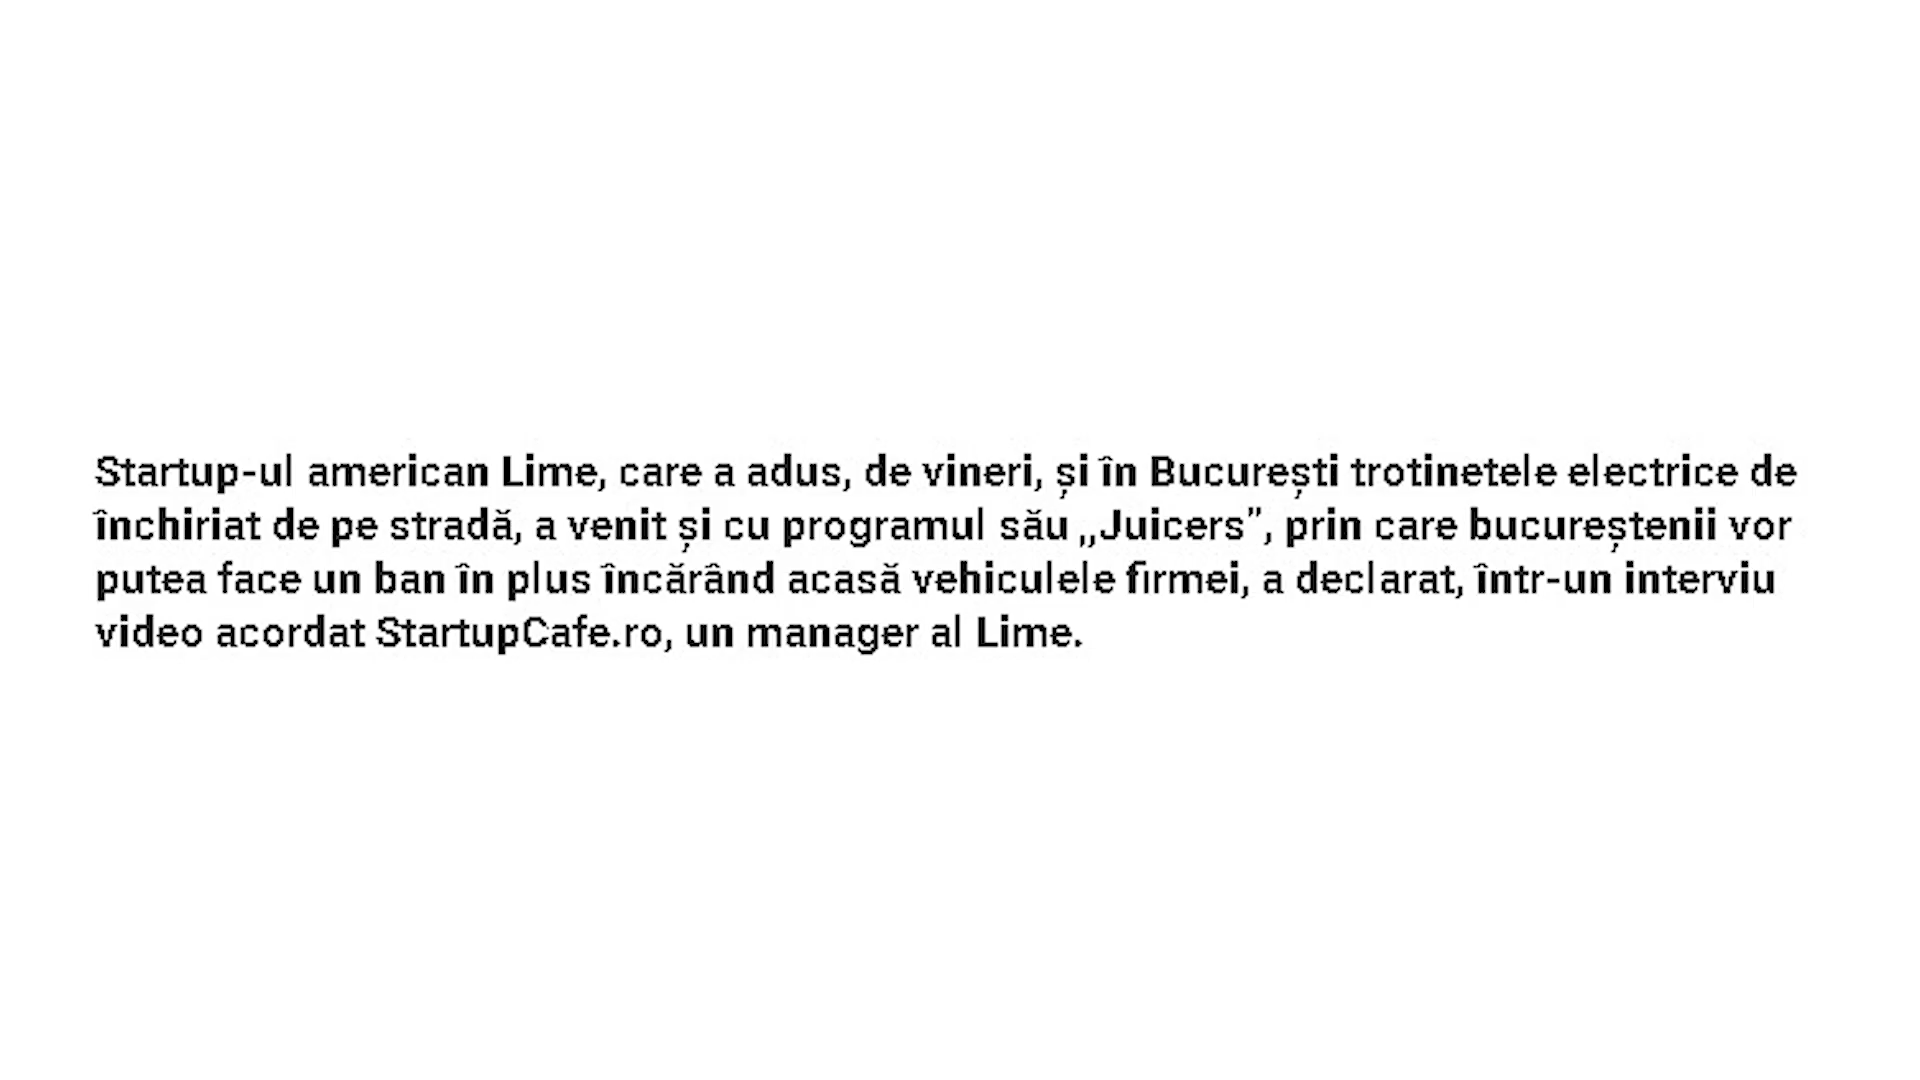 Startup-ul american Lime, care a adus, de vineri, și în București trotinetele electrice de
închiriat de pe stradă, a venit și cu programul său „Juicers”, prin care bucureștenii vor
putea face un ban în plus încărând acasă vehiculele firmei, a declarat, într-un interviu
video acordat StartupCafe.ro, un manager al Lime.